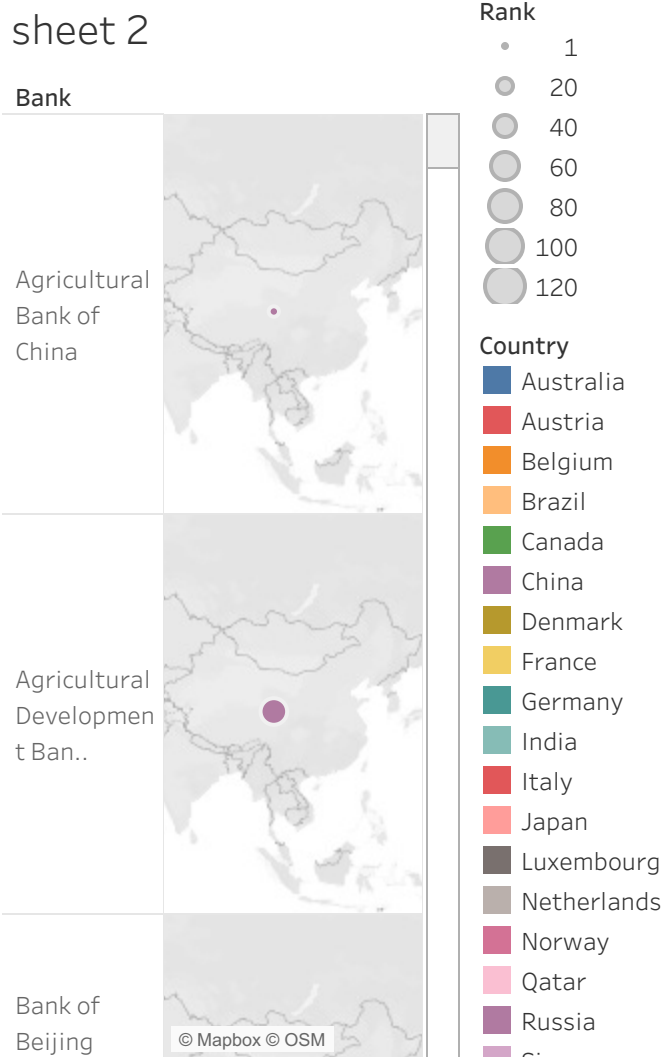 sheet 2
Bank
Agricultural
Bank of
China
Agricultural
Developmen
t Ban..
Bank of
Beijing
© Mapbox © OSM
Rank
1
20
40
60
80
100
120
Country
Australia
Austria
Belgium
Brazil
Canada
China
Denmark
France
Germany
India
Italy
Japan
Luxembourg
Netherlands
Norway
Qatar
Russia